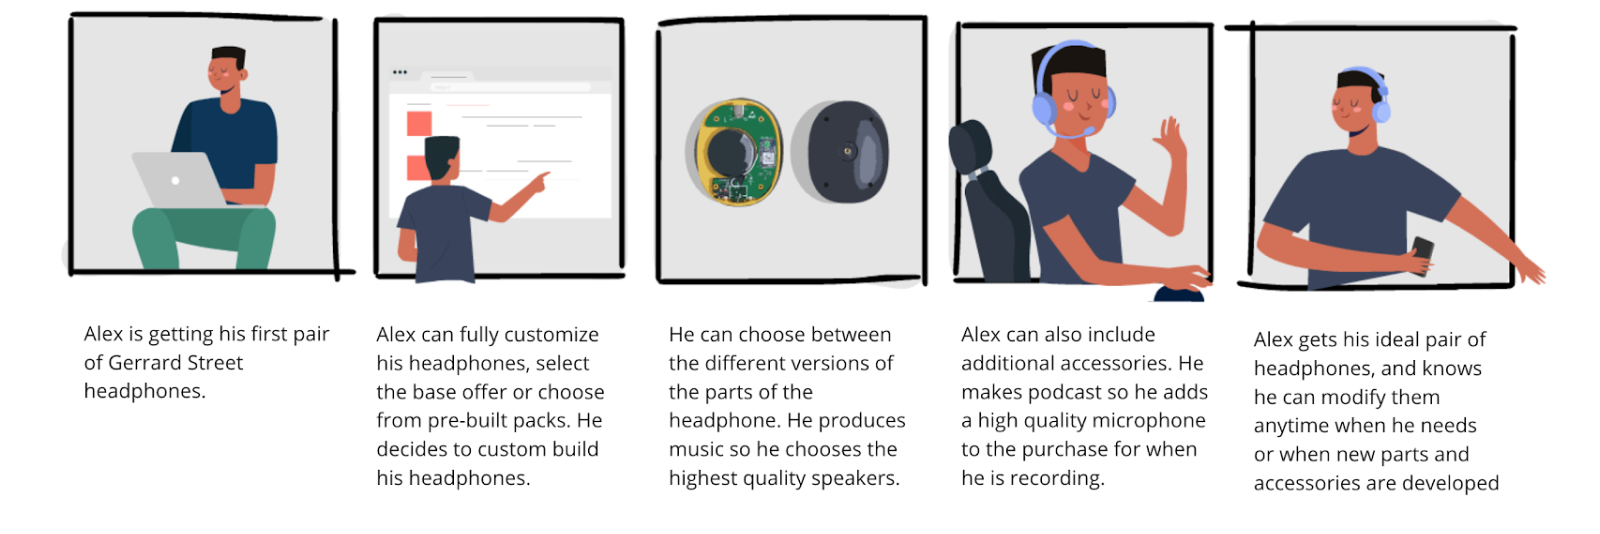 Alex is getting his first pair
of Gerrard Street
headphones.
Alex can fully customize
his headphones, select
the base offer or choose
from pre-built packs. He
decides to custom build
his headphones.
He can choose between
the different versions of
the parts of the
headphone. He produces
music so he chooses the
highest quality speakers.
Alex can also include
additional accessories. He
makes podcast so he adds
a high quality microphone
to the purchase for when
he is recording.
Alex gets his ideal pair of
headphones, and knows
he can modify them
anytime when he needs
or when new parts and
accessories are developed